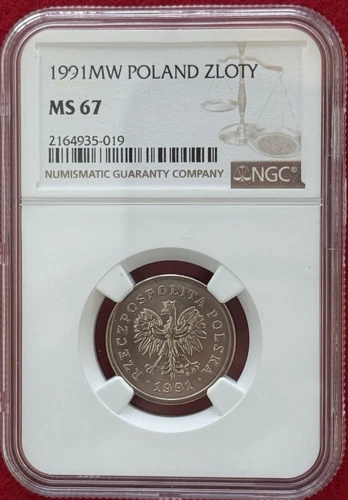 1991MW POLAND ZLOTY
MS 67
2164935-019
NUMISMATIC GUARANTY COMPANY
NGC®
RZECZPOSPOLITA POLSKA
· 1991 ·